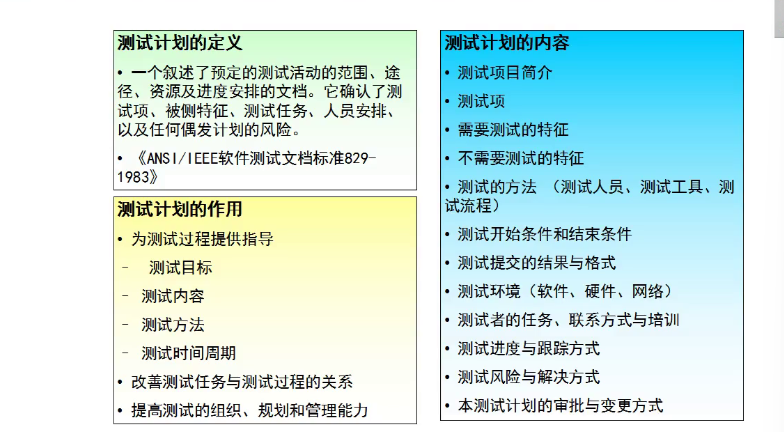 测试计划的定义
• 一个叙述了预定的测试活动的范围、途
径、资源及进度安排的文档。它确认了测
试项、被侧特征、测试任务、人员安排、
以及任何偶发计划的风险。
• 《ANSI/IEEE软件测试文档标准829-
1983》
测试计划的作用
• 为测试过程提供指导
- 测试目标
- 测试内容
- 测试方法
- 测试时间周期
• 改善测试任务与测试过程的关系
• 提高测试的组织、规划和管理能力
测试计划的内容
• 测试项目简介
• 测试项
• 需要测试的特征
• 不需要测试的特征
• 测试的方法 （测试人员、测试工具、测
试流程）
• 测试开始条件和结束条件
• 测试提交的结果与格式
• 测试环境（软件、硬件、网络）
• 测试者的任务、联系方式与培训
• 测试进度与跟踪方式
• 测试风险与解决方式
• 本测试计划的审批与变更方式